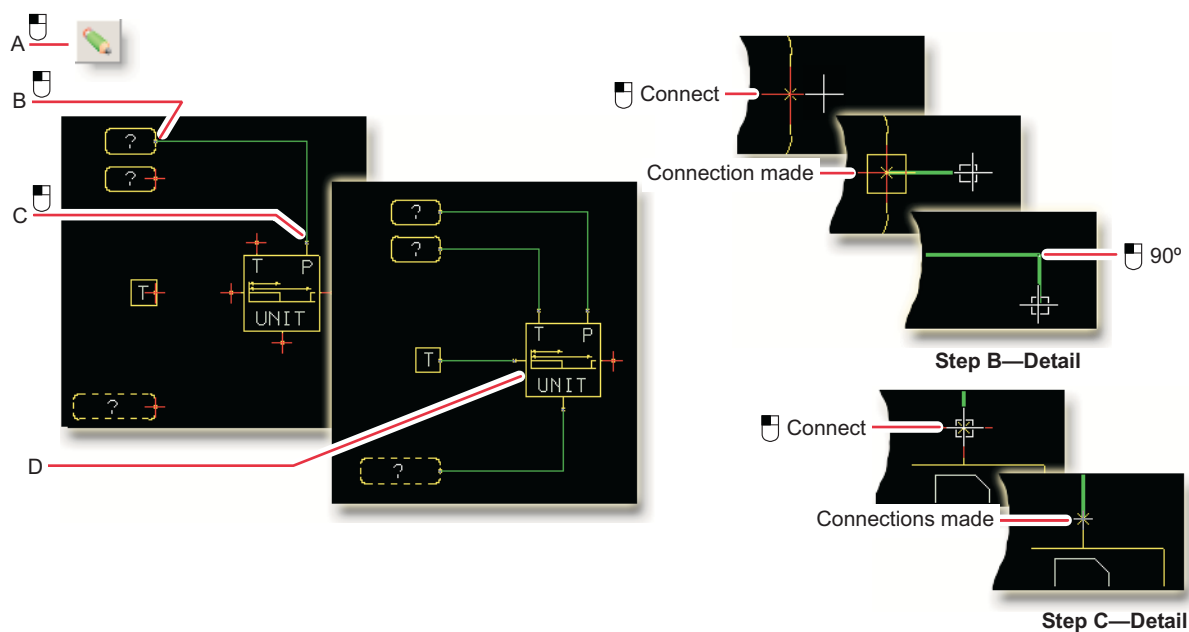 A
B
?
?
C
T P
T
UNIT
?
D
?
?
T P
T
UNIT
?
Connect
Connection made
90º
Step B—Detail
Connect
Connections made
Step C—Detail